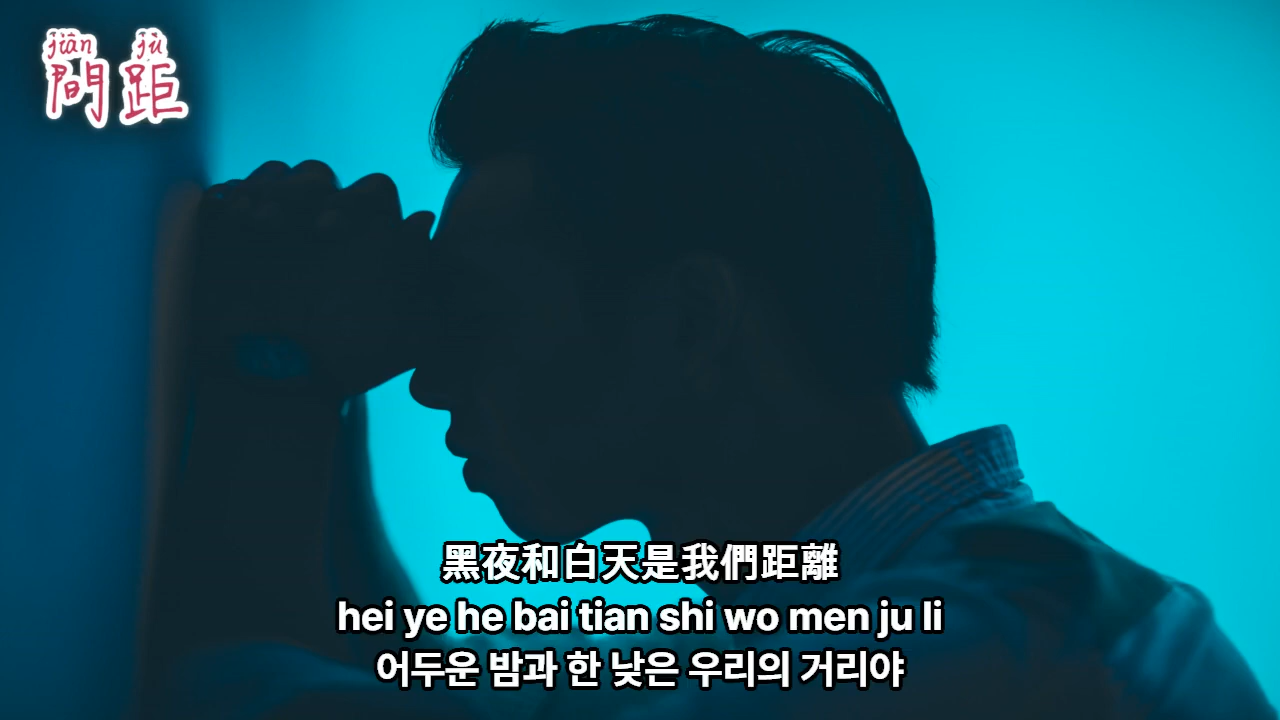 jiān jù
間距
黑夜和白天是我們距離
hei ye he bai tian shi wo men ju li
어두운 밤과 한 낮은 우리의 거리야